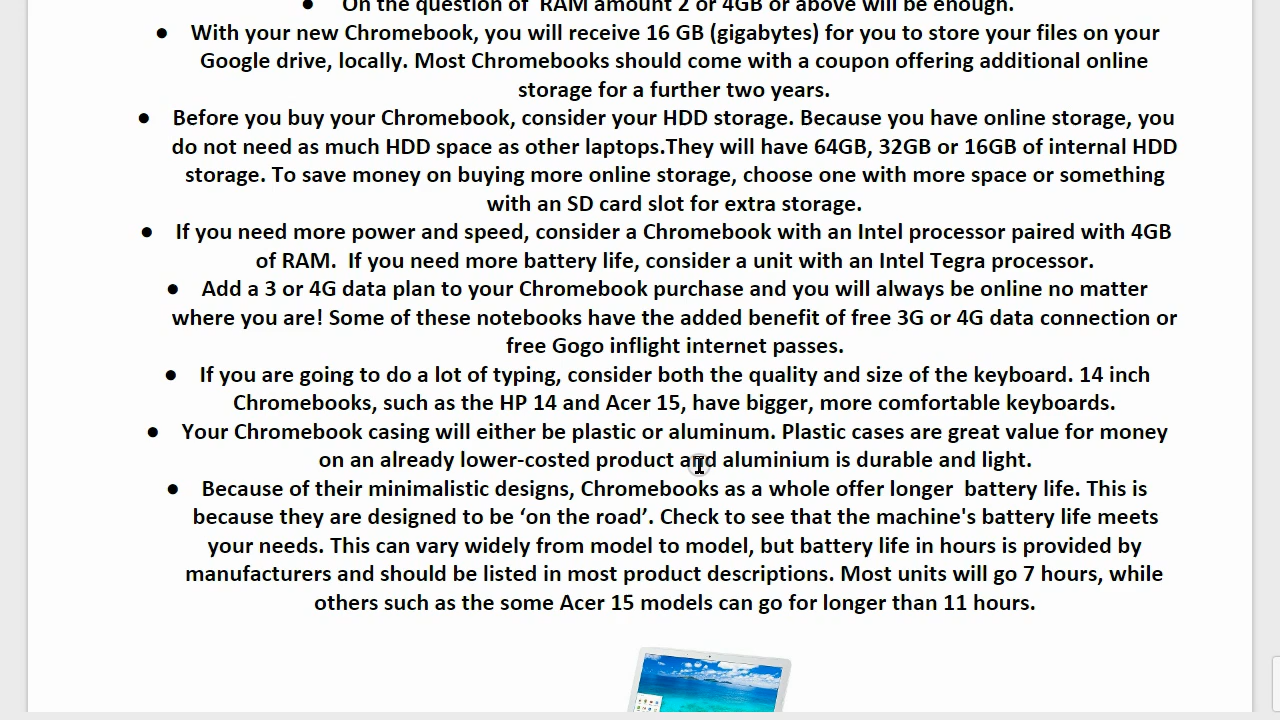 ● On the question of  RAM amount 2 or 4GB or above will be enough.
● With your new Chromebook, you will receive 16 GB (gigabytes) for you to store your files on your
Google drive, locally. Most Chromebooks should come with a coupon offering additional online
storage for a further two years.
● Before you buy your Chromebook, consider your HDD storage. Because you have online storage, you
do not need as much HDD space as other laptops.They will have 64GB, 32GB or 16GB of internal HDD
storage. To save money on buying more online storage, choose one with more space or something
with an SD card slot for extra storage.
● If you need more power and speed, consider a Chromebook with an Intel processor paired with 4GB
of RAM.  If you need more battery life, consider a unit with an Intel Tegra processor.
● Add a 3 or 4G data plan to your Chromebook purchase and you will always be online no matter
where you are! Some of these notebooks have the added benefit of free 3G or 4G data connection or
free Gogo inflight internet passes.
● If you are going to do a lot of typing, consider both the quality and size of the keyboard. 14 inch
Chromebooks, such as the HP 14 and Acer 15, have bigger, more comfortable keyboards.
● Your Chromebook casing will either be plastic or aluminum. Plastic cases are great value for money
on an already lower-costed product and aluminium is durable and light.
● Because of their minimalistic designs, Chromebooks as a whole offer longer  battery life. This is
because they are designed to be ‘on the road’. Check to see that the machine's battery life meets
your needs. This can vary widely from model to model, but battery life in hours is provided by
manufacturers and should be listed in most product descriptions. Most units will go 7 hours, while
others such as the some Acer 15 models can go for longer than 11 hours.